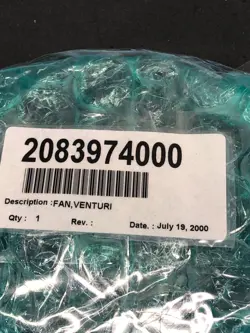 2083974000
Description :FAN,VENTURI
Qty : 1 Rev. : Date. : July 19, 2000